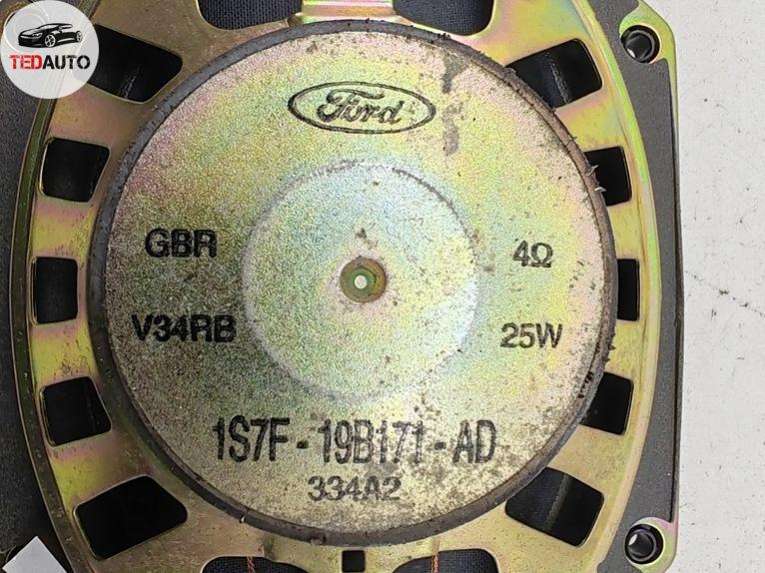 TEDAUTO
Ford
GBR 4Ω
V34RB 25W
1S7F-19B171-AD
334A2